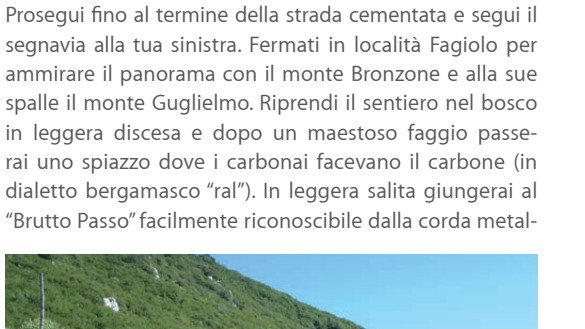 Prosegui fino al termine della strada cementata e segui il
segnavia alla tua sinistra. Fermati in località Fagiolo per
ammirare il panorama con il monte Bronzone e alla sue
spalle il monte Guglielmo. Riprendi il sentiero nel bosco
in leggera discesa e dopo un maestoso faggio passe-
rai uno spiazzo dove i carbonai facevano il carbone (in
dialetto bergamasco “ral”). In leggera salita giungerai al
“Brutto Passo” facilmente riconoscibile dalla corda metal-